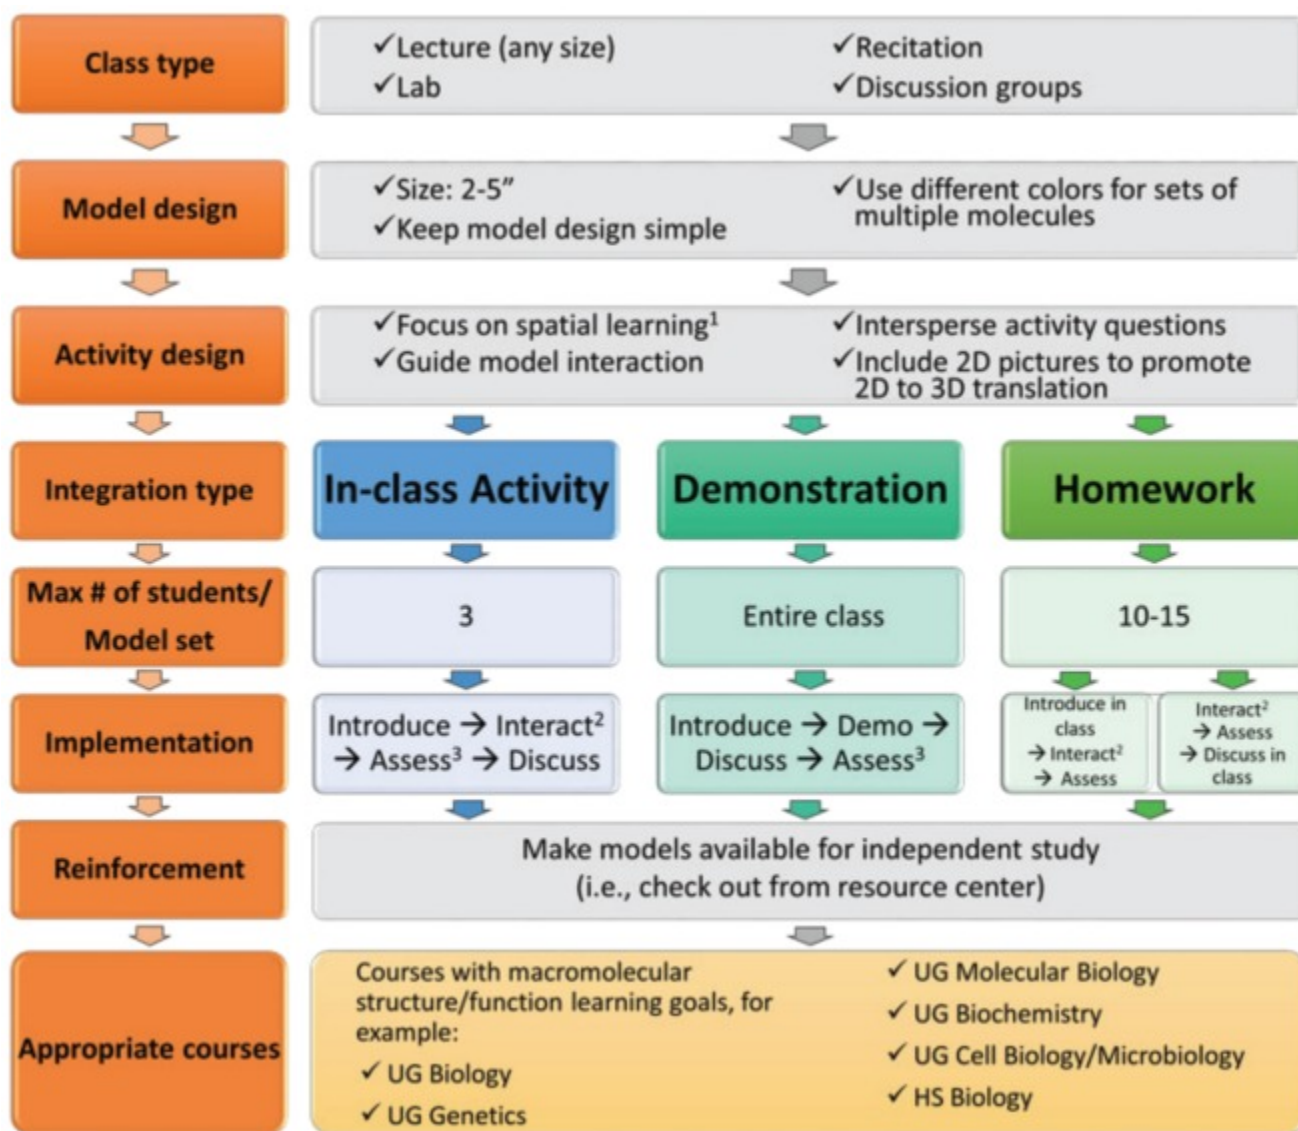 Class type
✓Lecture (any size)
✓Lab
✓Recitation
✓Discussion groups
Model design
✓Size: 2-5”
✓Keep model design simple
✓Use different colors for sets of
multiple molecules
Activity design
✓Focus on spatial learning¹
✓Guide model interaction
✓Intersperse activity questions
✓Include 2D pictures to promote
2D to 3D translation
Integration type
In-class Activity
Demonstration
Homework
Max # of students/
Model set
3
Entire class
10-15
Implementation
Introduce → Interact²
→ Assess³ → Discuss
Introduce → Demo →
Discuss → Assess³
Introduce in
class
→ Interact²
→ Assess
Interact²
→ Assess
→ Discuss in
class
Reinforcement
Make models available for independent study
(i.e., check out from resource center)
Appropriate courses
Courses with macromolecular
structure/function learning goals, for
example:
✓ UG Biology
✓ UG Genetics
✓ UG Molecular Biology
✓ UG Biochemistry
✓ UG Cell Biology/Microbiology
✓ HS Biology